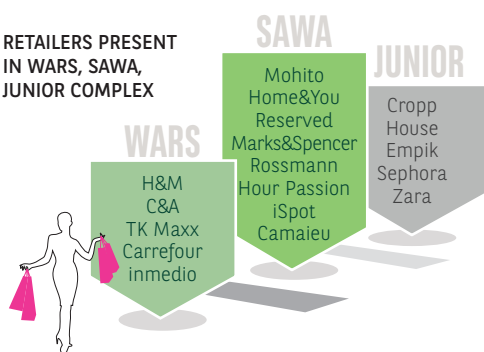 RETAILERS PRESENT
IN WARS, SAWA,
JUNIOR COMPLEX
WARS
H&M
C&A
TK Maxx
Carrefour
inmedio
SAWA
Mohito
Home&You
Reserved
Marks&Spencer
Rossmann
Hour Passion
iSpot
Camaieu
JUNIOR
Cropp
House
Empik
Sephora
Zara